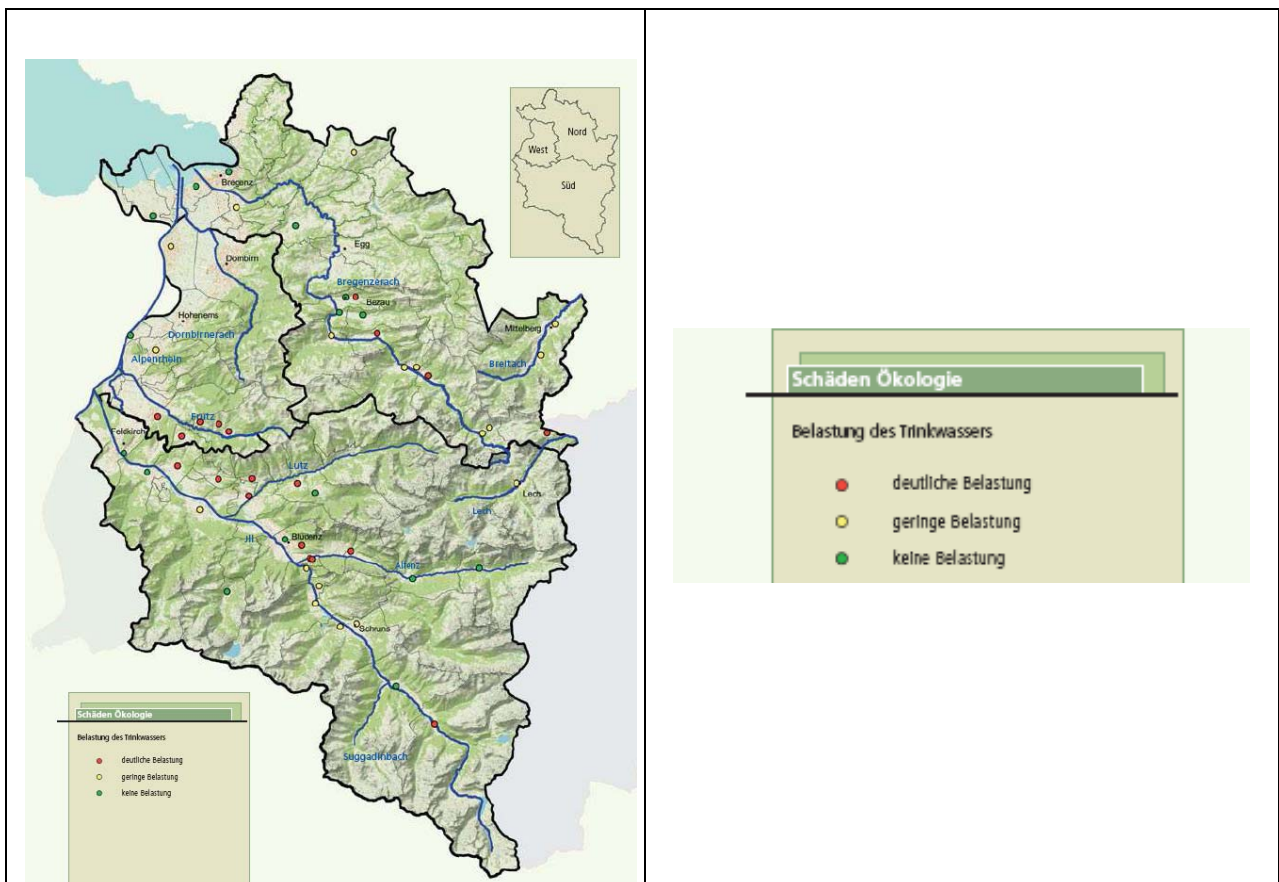 Nord
West
Süd
Bregenz
Egg
Dornbirn
Bregenzerach
Bezau
Hohenems
Mittelberg
Dornbirnerach
Alpenrhein
Breitach
Frutz
Feldkirch
Lutz
Lech
Lech
Ill
Bludenz
Alfenz
Schruns
Suggadinbach
Schäden Ökologie
Belastung des Trinkwassers
deutliche Belastung
geringe Belastung
keine Belastung
Schäden Ökologie
Belastung des Trinkwassers
deutliche Belastung
geringe Belastung
keine Belastung